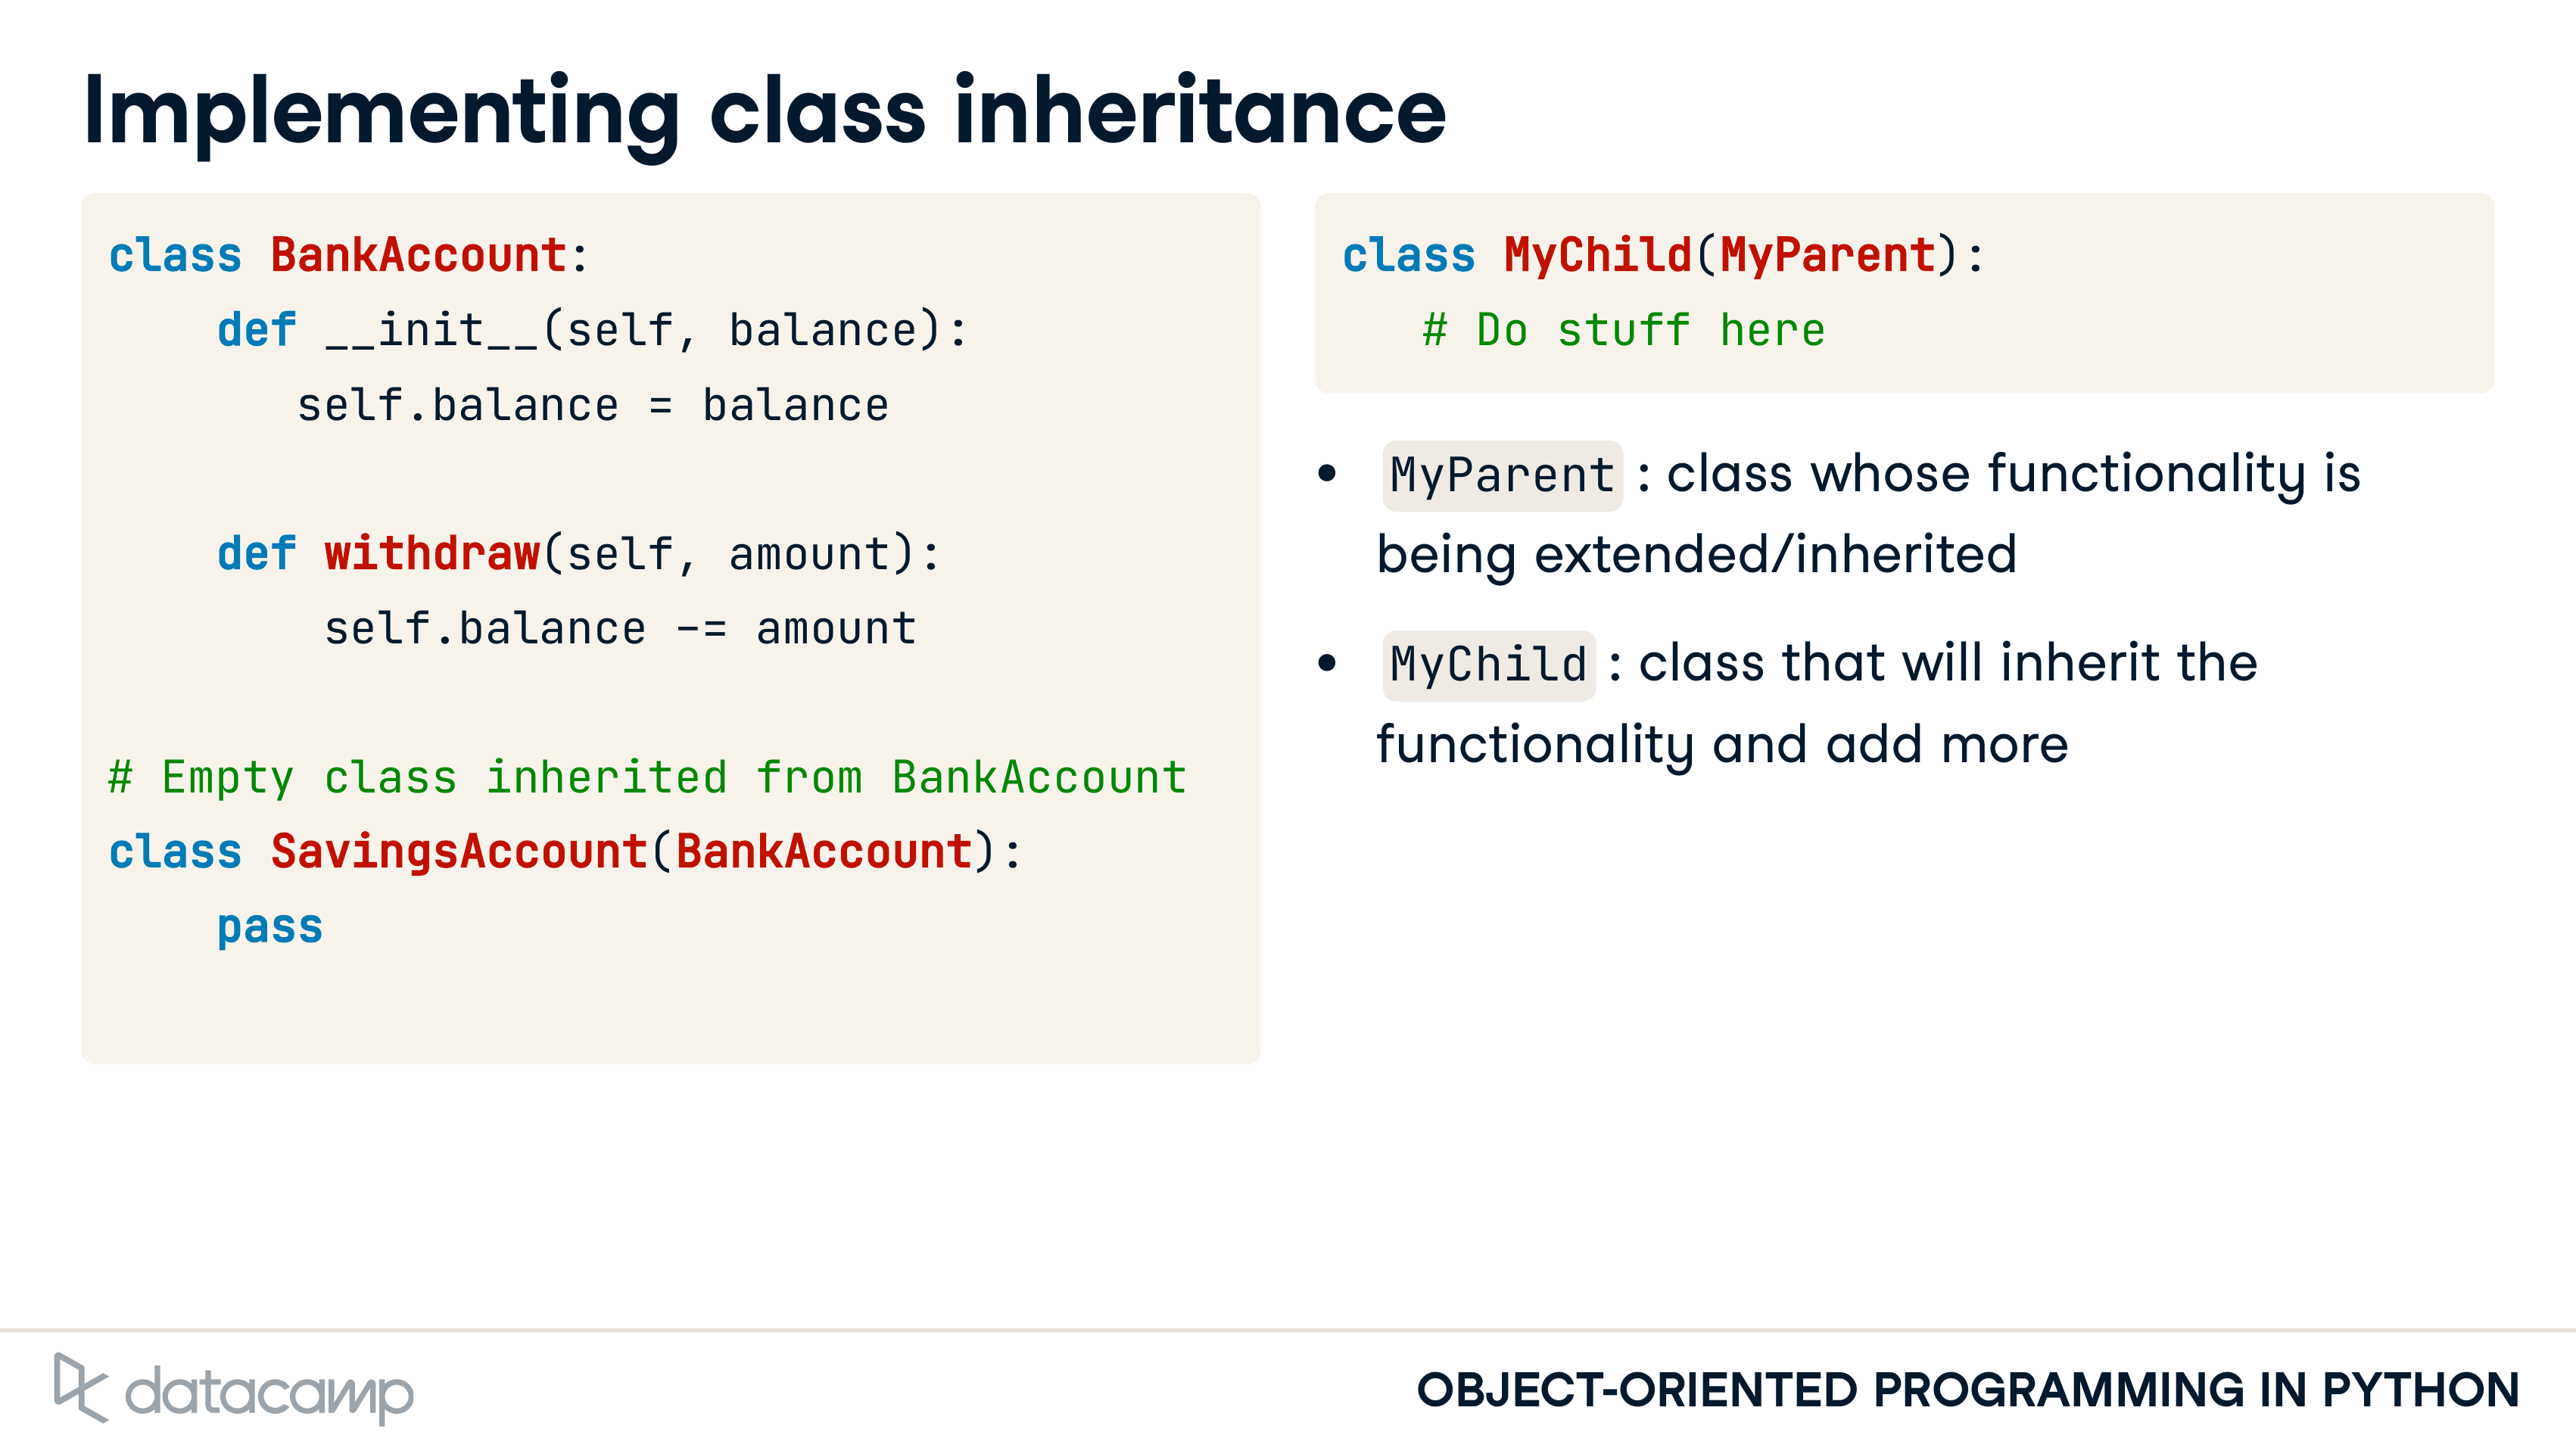 Implementing class inheritance
class BankAccount:
    def __init__(self, balance):
       self.balance = balance
    def withdraw(self, amount):
        self.balance -= amount
# Empty class inherited from BankAccount
class SavingsAccount(BankAccount):
    pass
class MyChild(MyParent):
   # Do stuff here
• MyParent : class whose functionality is
being extended/inherited
• MyChild : class that will inherit the
functionality and add more
datacamp
OBJECT-ORIENTED PROGRAMMING IN PYTHON